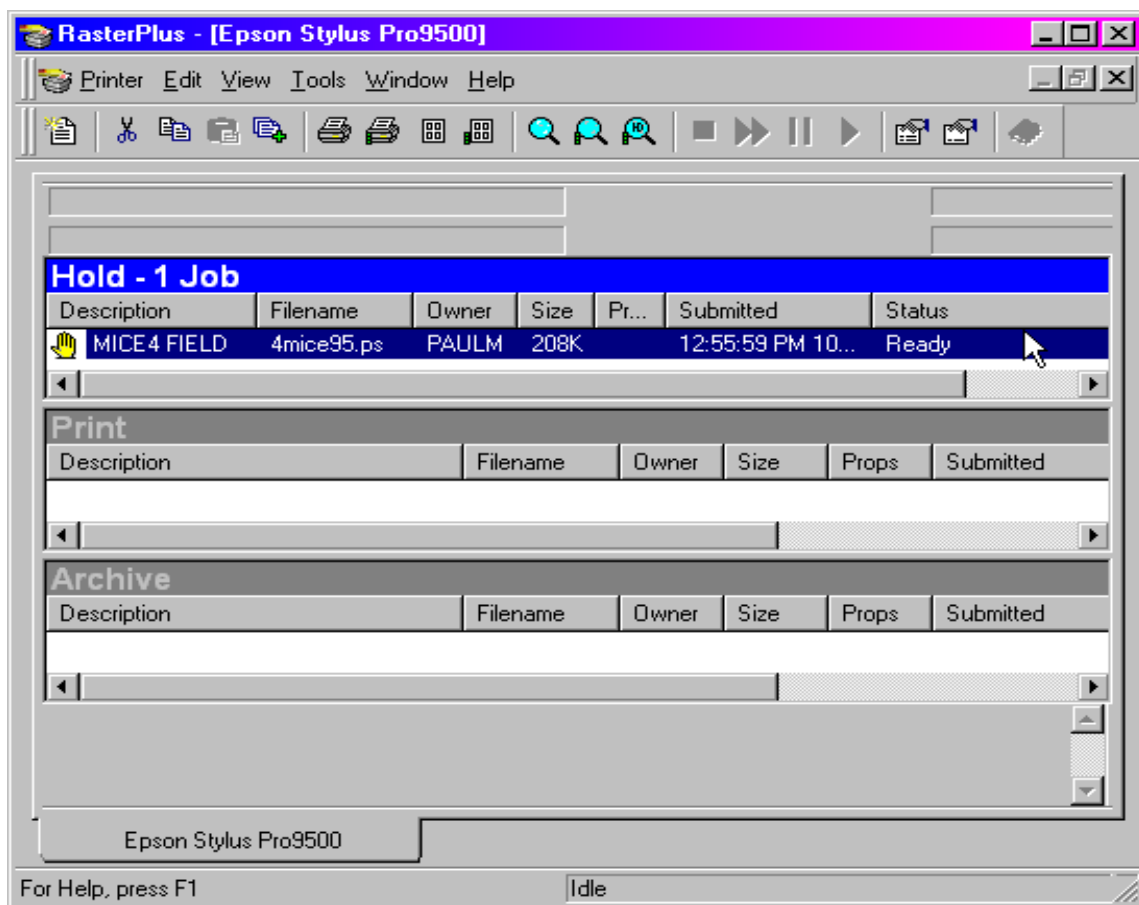 RasterPlus - [Epson Stylus Pro9500]
Printer Edit View Tools Window Help
Hold - 1 Job
Description Filename Owner Size Pr... Submitted Status
MICE4 FIELD 4mice95.ps PAULM 208K 12:55:59 PM 10... Ready
Print
Description Filename Owner Size Props Submitted
Archive
Description Filename Owner Size Props Submitted
Epson Stylus Pro9500
For Help, press F1 Idle